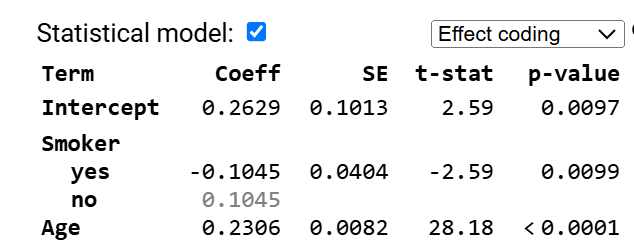 Statistical model: Effect coding
Term Coeff SE t-stat p-value
Intercept 0.2629 0.1013 2.59 0.0097
Smoker
yes -0.1045 0.0404 -2.59 0.0099
no 0.1045
Age 0.2306 0.0082 28.18 <0.0001